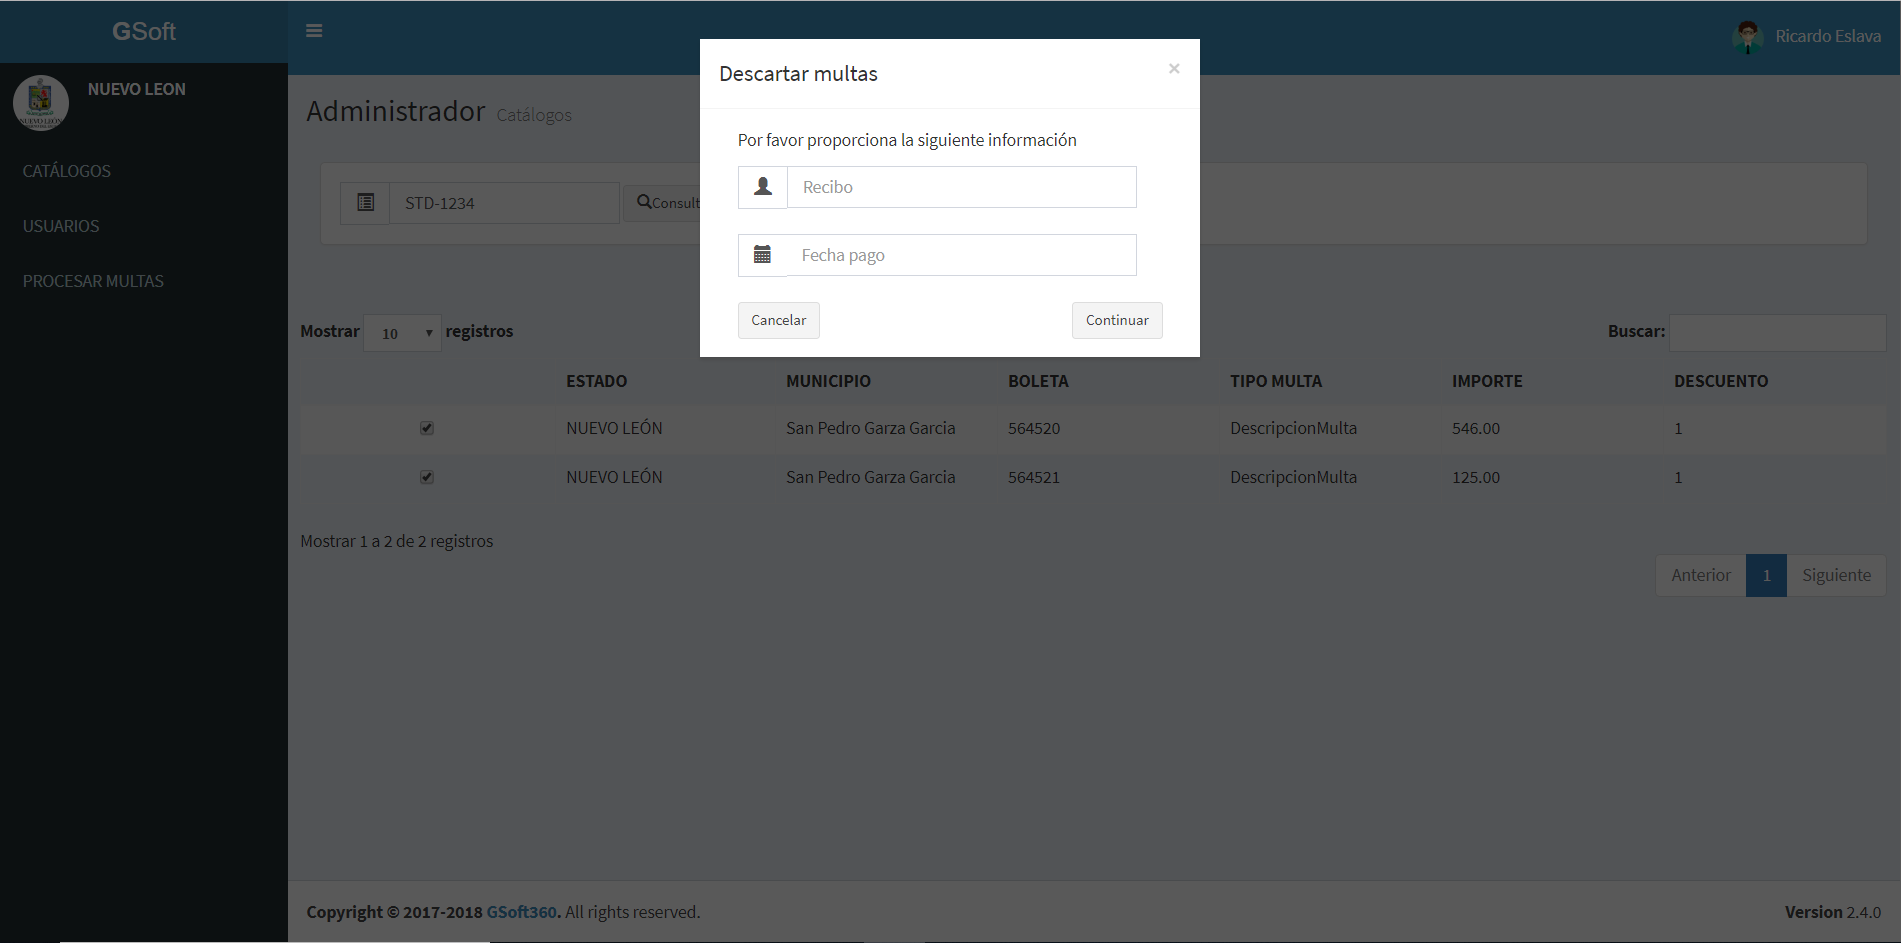 GSoft
Ricardo Eslava
NUEVO LEON
CATÁLOGOS
USUARIOS
PROCESAR MULTAS
Administrador Catálogos
STD-1234
Consult
Descartar multas
×
Por favor proporciona la siguiente información
Recibo
Fecha pago
Cancelar
Continuar
Mostrar 10 registros
Buscar:
ESTADO MUNICIPIO BOLETA TIPO MULTA IMPORTE DESCUENTO
NUEVO LEÓN San Pedro Garza Garcia 564520 DescripcionMulta 546.00 1
NUEVO LEÓN San Pedro Garza Garcia 564521 DescripcionMulta 125.00 1
Mostrar 1 a 2 de 2 registros
Anterior 1 Siguiente
Copyright © 2017-2018 GSoft360. All rights reserved.
Version 2.4.0